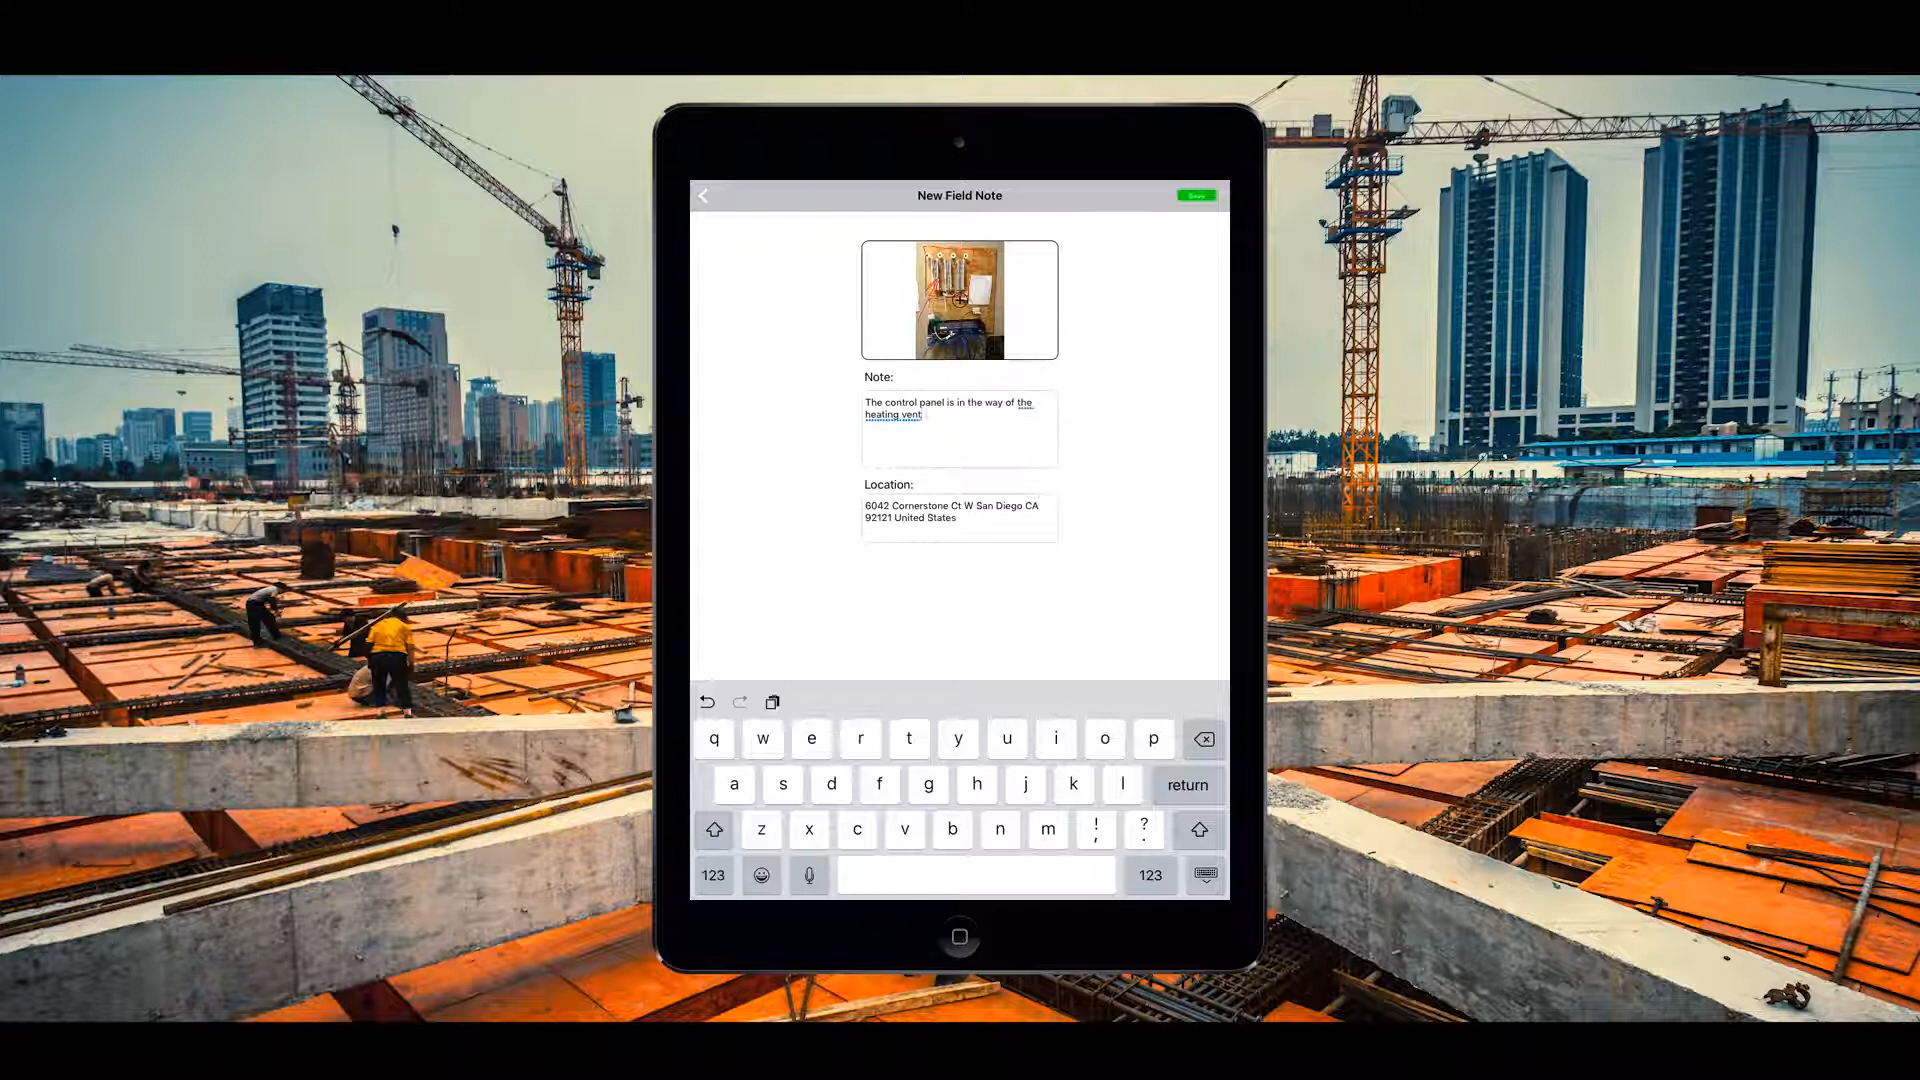 New Field Note
Save
Note:
The control panel is in the way of the
heating vent
Location:
6042 Cornerstone Ct W San Diego CA
92121 United States
q w e r t y u i o p
a s d f g h j k l return
z x c v b n m ! , ? .
123 123